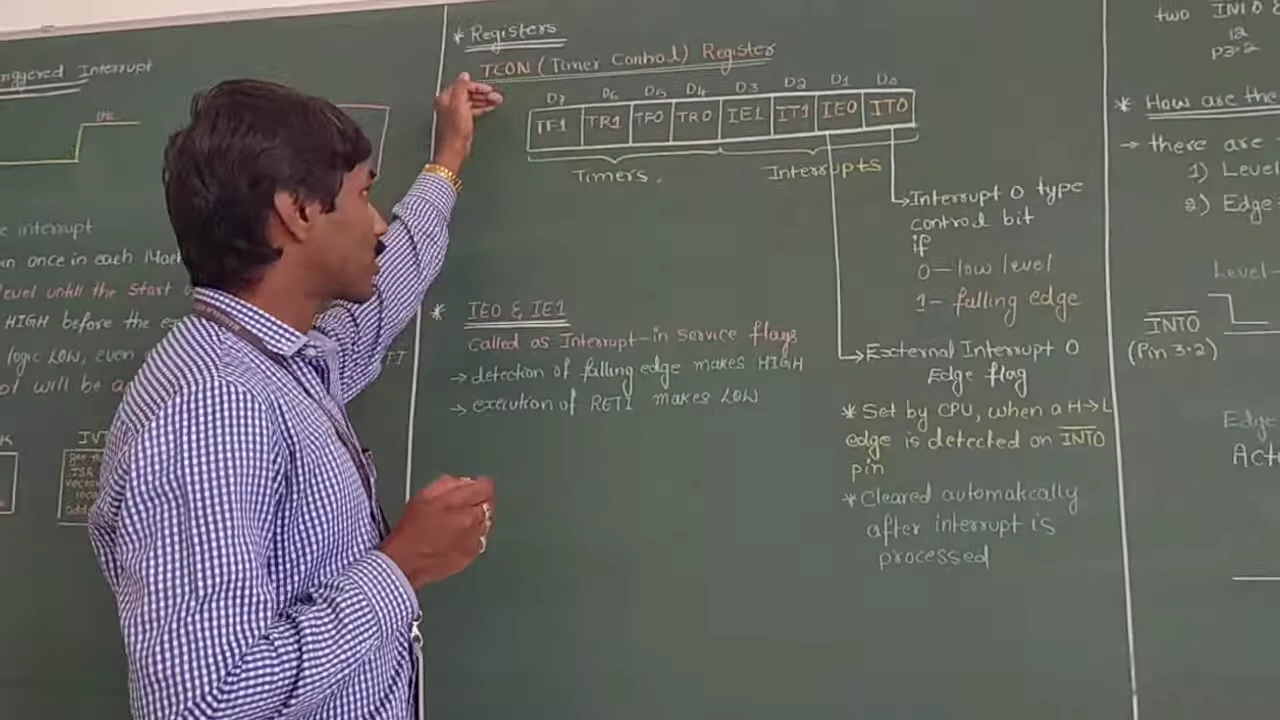 Interrupt
e interrupt
in once in each
level untill the start
HIGH before the
logic LOW, even
of will be
* Registers
TCON (Timer Control) Register
D7 D6 D5 D4 D3 D2 D1 D0
TF1 TR1 TF0 TR0 IE1 IT1 IE0 IT0
Timers. Interrupts
Interrupt 0 type
control bit
if
0 - low level
1 - falling edge
External Interrupt 0
Edge flag
* Set by CPU, when a H→L
edge is detected on INT0
pin
* Cleared automatically
after interrupt is
processed
* IE0 & IE1
Called as Interrupt-in service flags
→ detection of falling edge makes HIGH
→ execution of RETI makes LOW
two INT0 &
12
P3.2
* How are the
→ there are
1) Level
2) Edge-
Level-
INT0
(Pin 3.2)
Edge